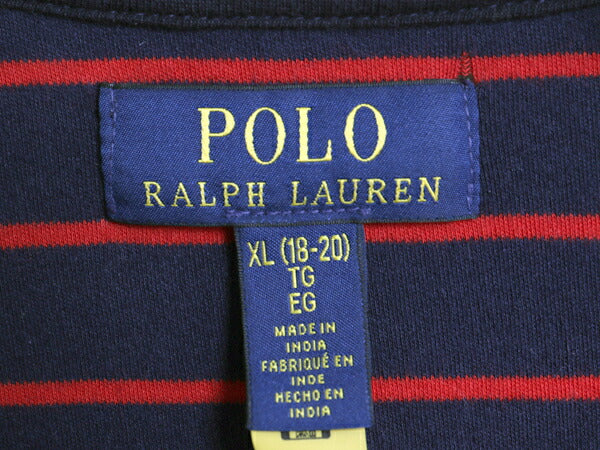 POLO
RALPH LAUREN
XL (18-20)
TG
EG
MADE IN
INDIA
FABRIQUÉ EN
INDE
HECHO EN
INDIA